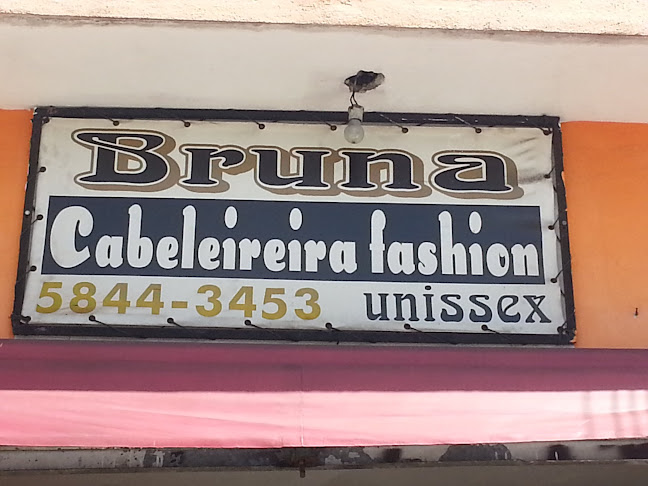 Bruna
Cabeleireira fashion
5844-3453 unissex